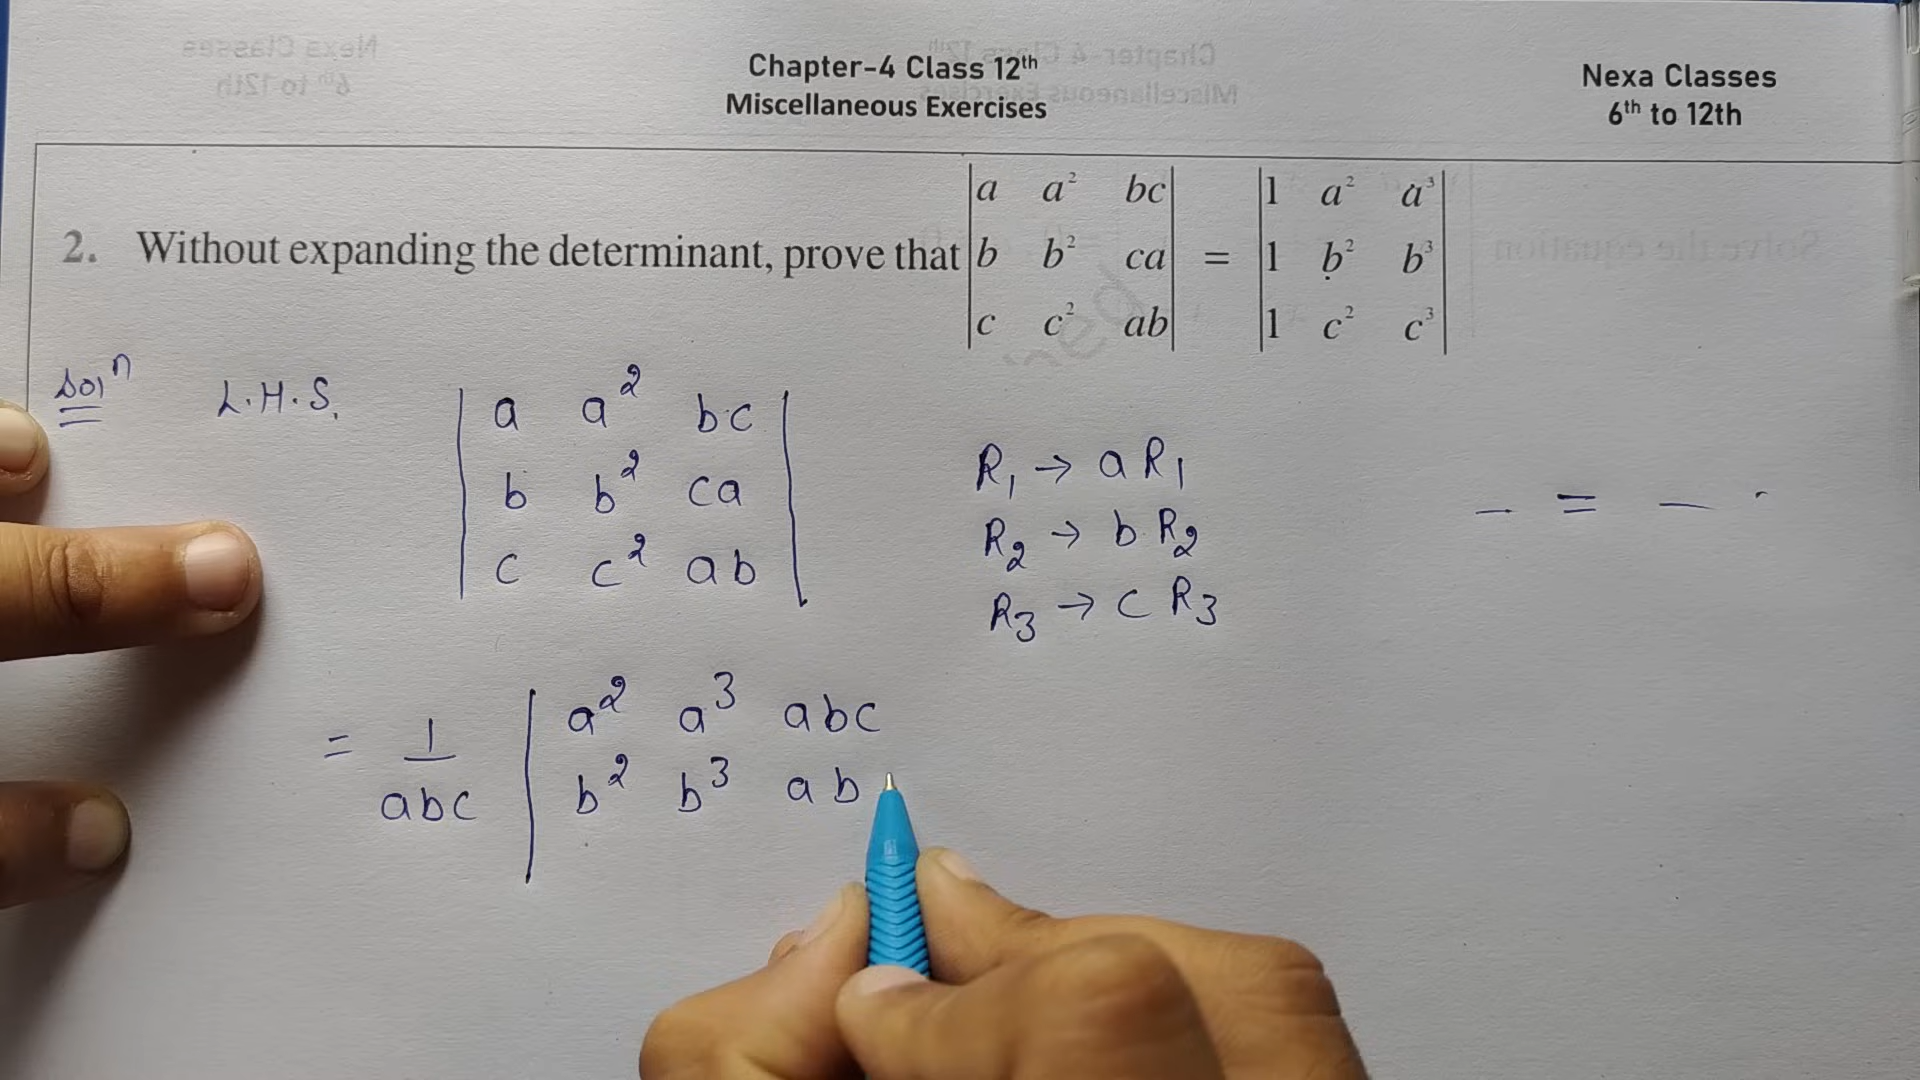 Chapter-4 Class 12th
Miscellaneous Exercises
Nexa Classes
6th to 12th
2. Without expanding the determinant, prove that |a a² bc| = |1 a² a³|
|b b² ca| = |1 b² b³|
|c c² ab| |1 c² c³|
Solⁿ L.H.S. |a a² bc|
|b b² ca|
|c c² ab|
R₁ → aR₁
R₂ → bR₂
R₃ → cR₃
— = —
= 1/abc |a² a³ abc
b² b³ ab